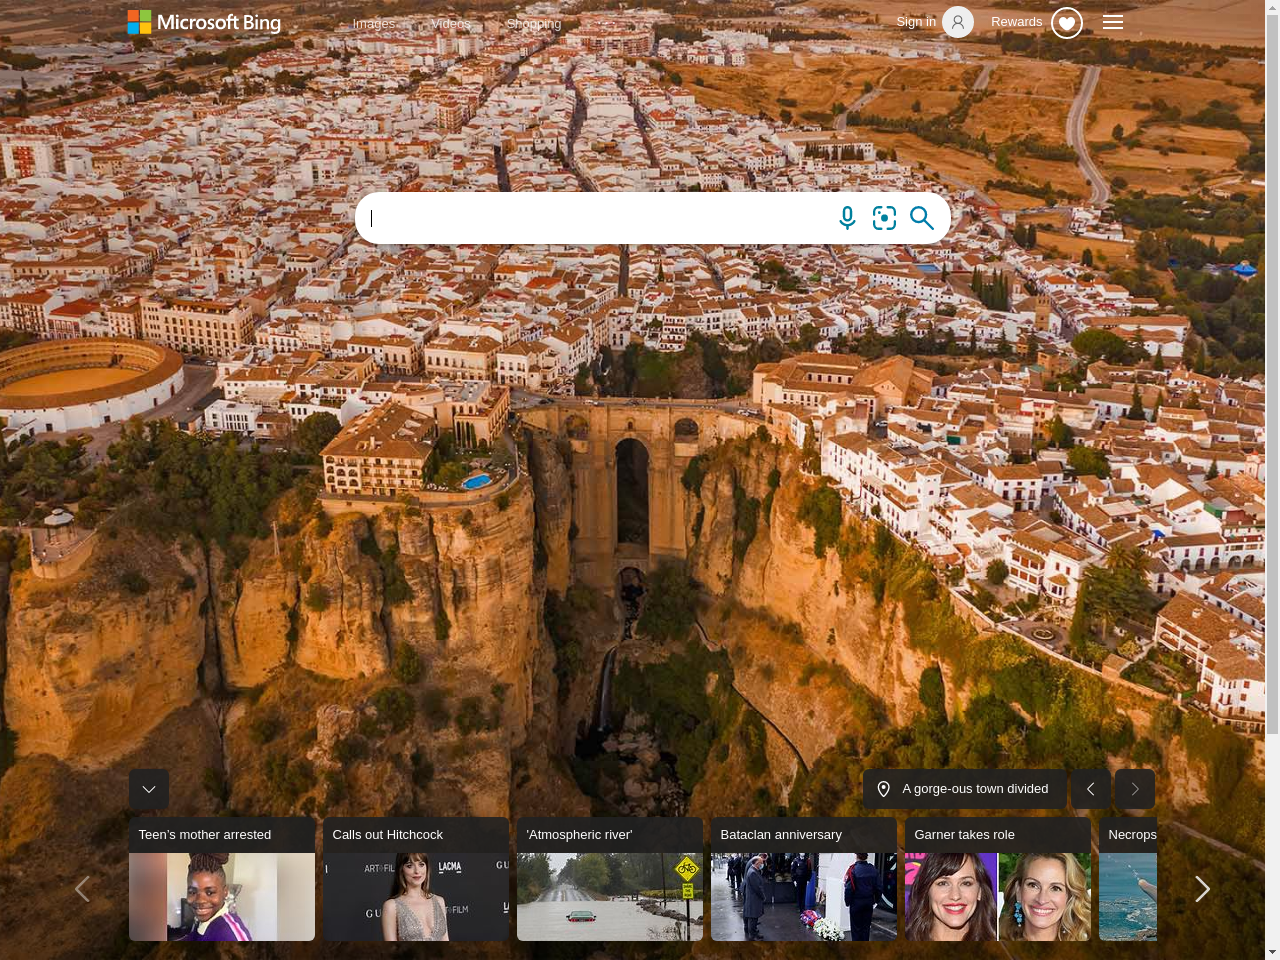 Microsoft Bing
Images Videos Shopping
Sign in Rewards
A gorge-ous town divided
Teen's mother arrested
Calls out Hitchcock
'Atmospheric river'
Bataclan anniversary
Garner takes role
Necrops
ART FILM
LACMA
GU
FILM